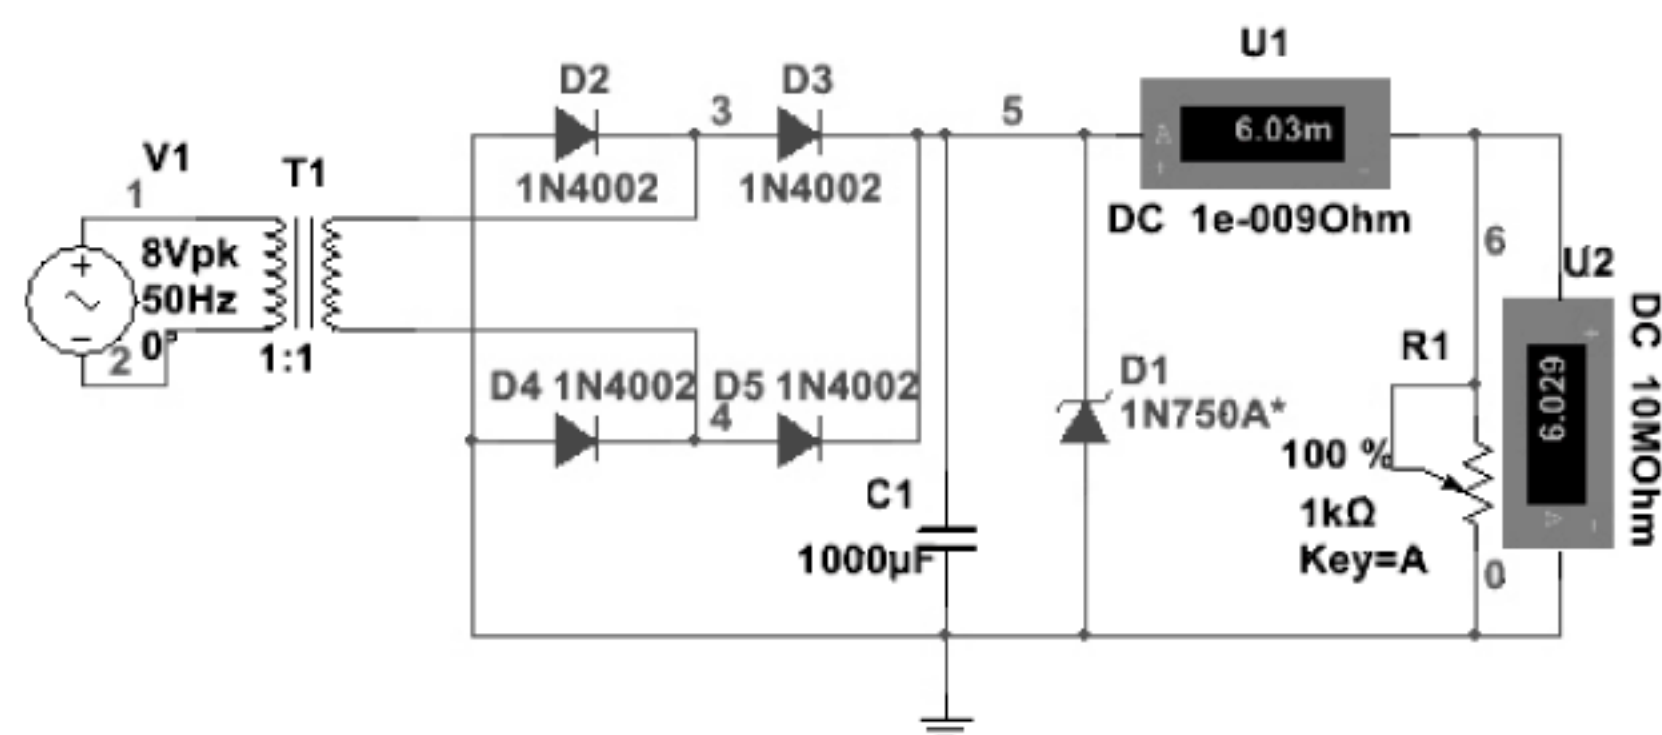 U1
D2
D3
3
5
6.03m
V1
1
T1
1N4002
1N4002
DC 1e-009Ohm
8Vpk
50Hz
0°
2
1:1
6
U2
DC 10MOhm
6.029
R1
D4 1N4002
D5 1N4002
4
D1
1N750A*
100 %
C1
1000µF
1kΩ
Key=A
0